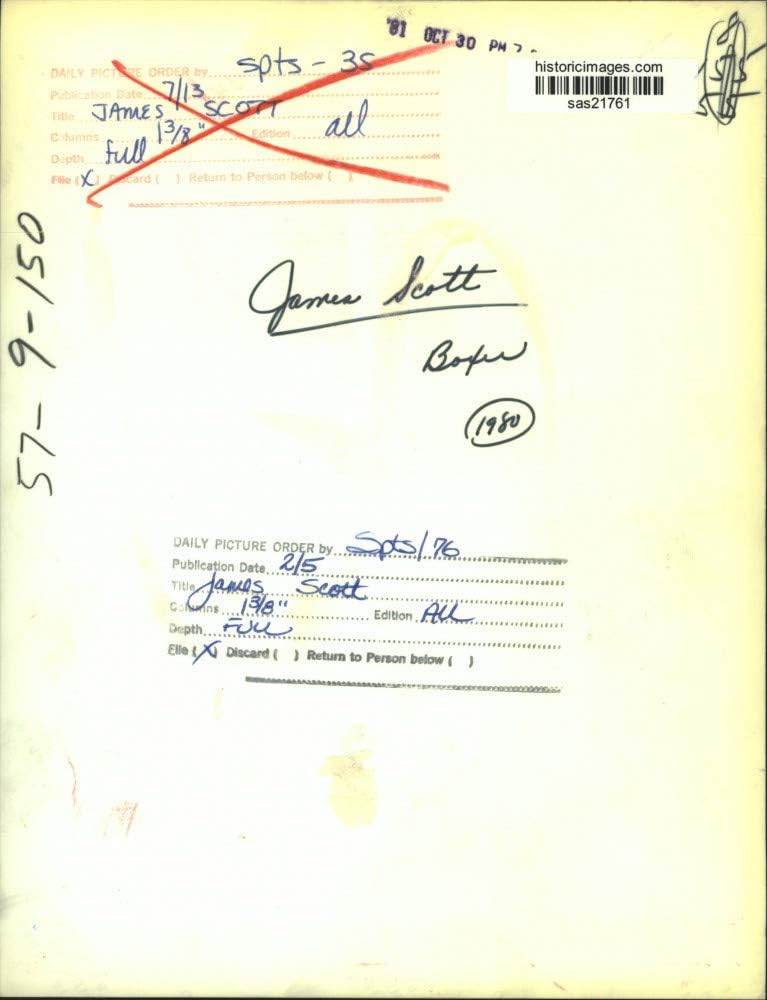 '81 OCT 30 PM
historicimages.com
sas21761
DAILY PICTURE ORDER by spts - 35
Publication Date 7/13
Title JAMES SCOTT
Columns 1 3/8" Edition all
Depth full
File (X) Discard ( ) Return to Person below ( )
57-9-150
James Scott
Boxer
1980
DAILY PICTURE ORDER by Spts/76
Publication Date 2/5
Title James Scott
Columns 1 3/8" Edition ALL
Depth FULL
File (X) Discard ( ) Return to Person below ( )